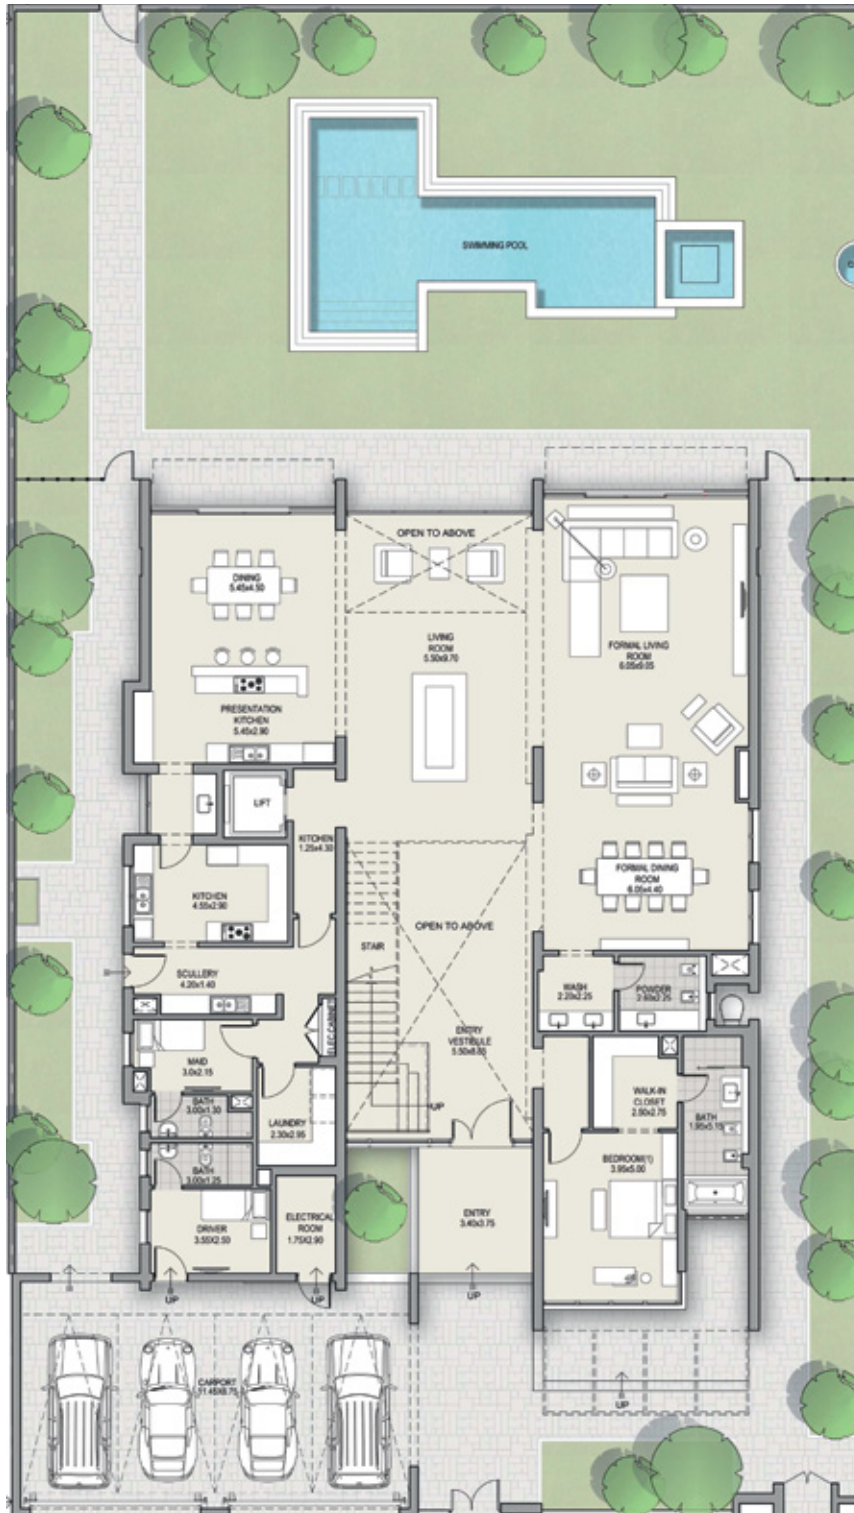 SWIMMING POOL
OPEN TO ABOVE
DINING
5.45x4.50
LIVING
ROOM
5.50x9.70
FORMAL LIVING
ROOM
6.05x9.05
PRESENTATION
KITCHEN
5.45x2.90
LIFT
KITCHEN
1.25x4.30
KITCHEN
4.55x2.90
FORMAL DINING
ROOM
6.05x4.40
OPEN TO ABOVE
STAIR
SCULLERY
4.20x1.40
WASH
2.20x2.25
POWDER
2.60x2.25
ELEC.CABINET
ENTRY
VESTIBULE
5.50x8.65
MAID
3.0x2.15
BATH
3.00x1.30
WALK-IN
CLOSET
2.50x2.75
BATH
1.95x5.15
UP
LAUNDRY
2.30x2.95
BATH
3.00x1.25
BEDROOM(1)
3.95x5.00
DRIVER
3.55X2.50
ELECTRICAL
ROOM
1.75X2.90
ENTRY
3.40x3.75
UP
UP
UP
CARPORT
11.45X6.75
UP